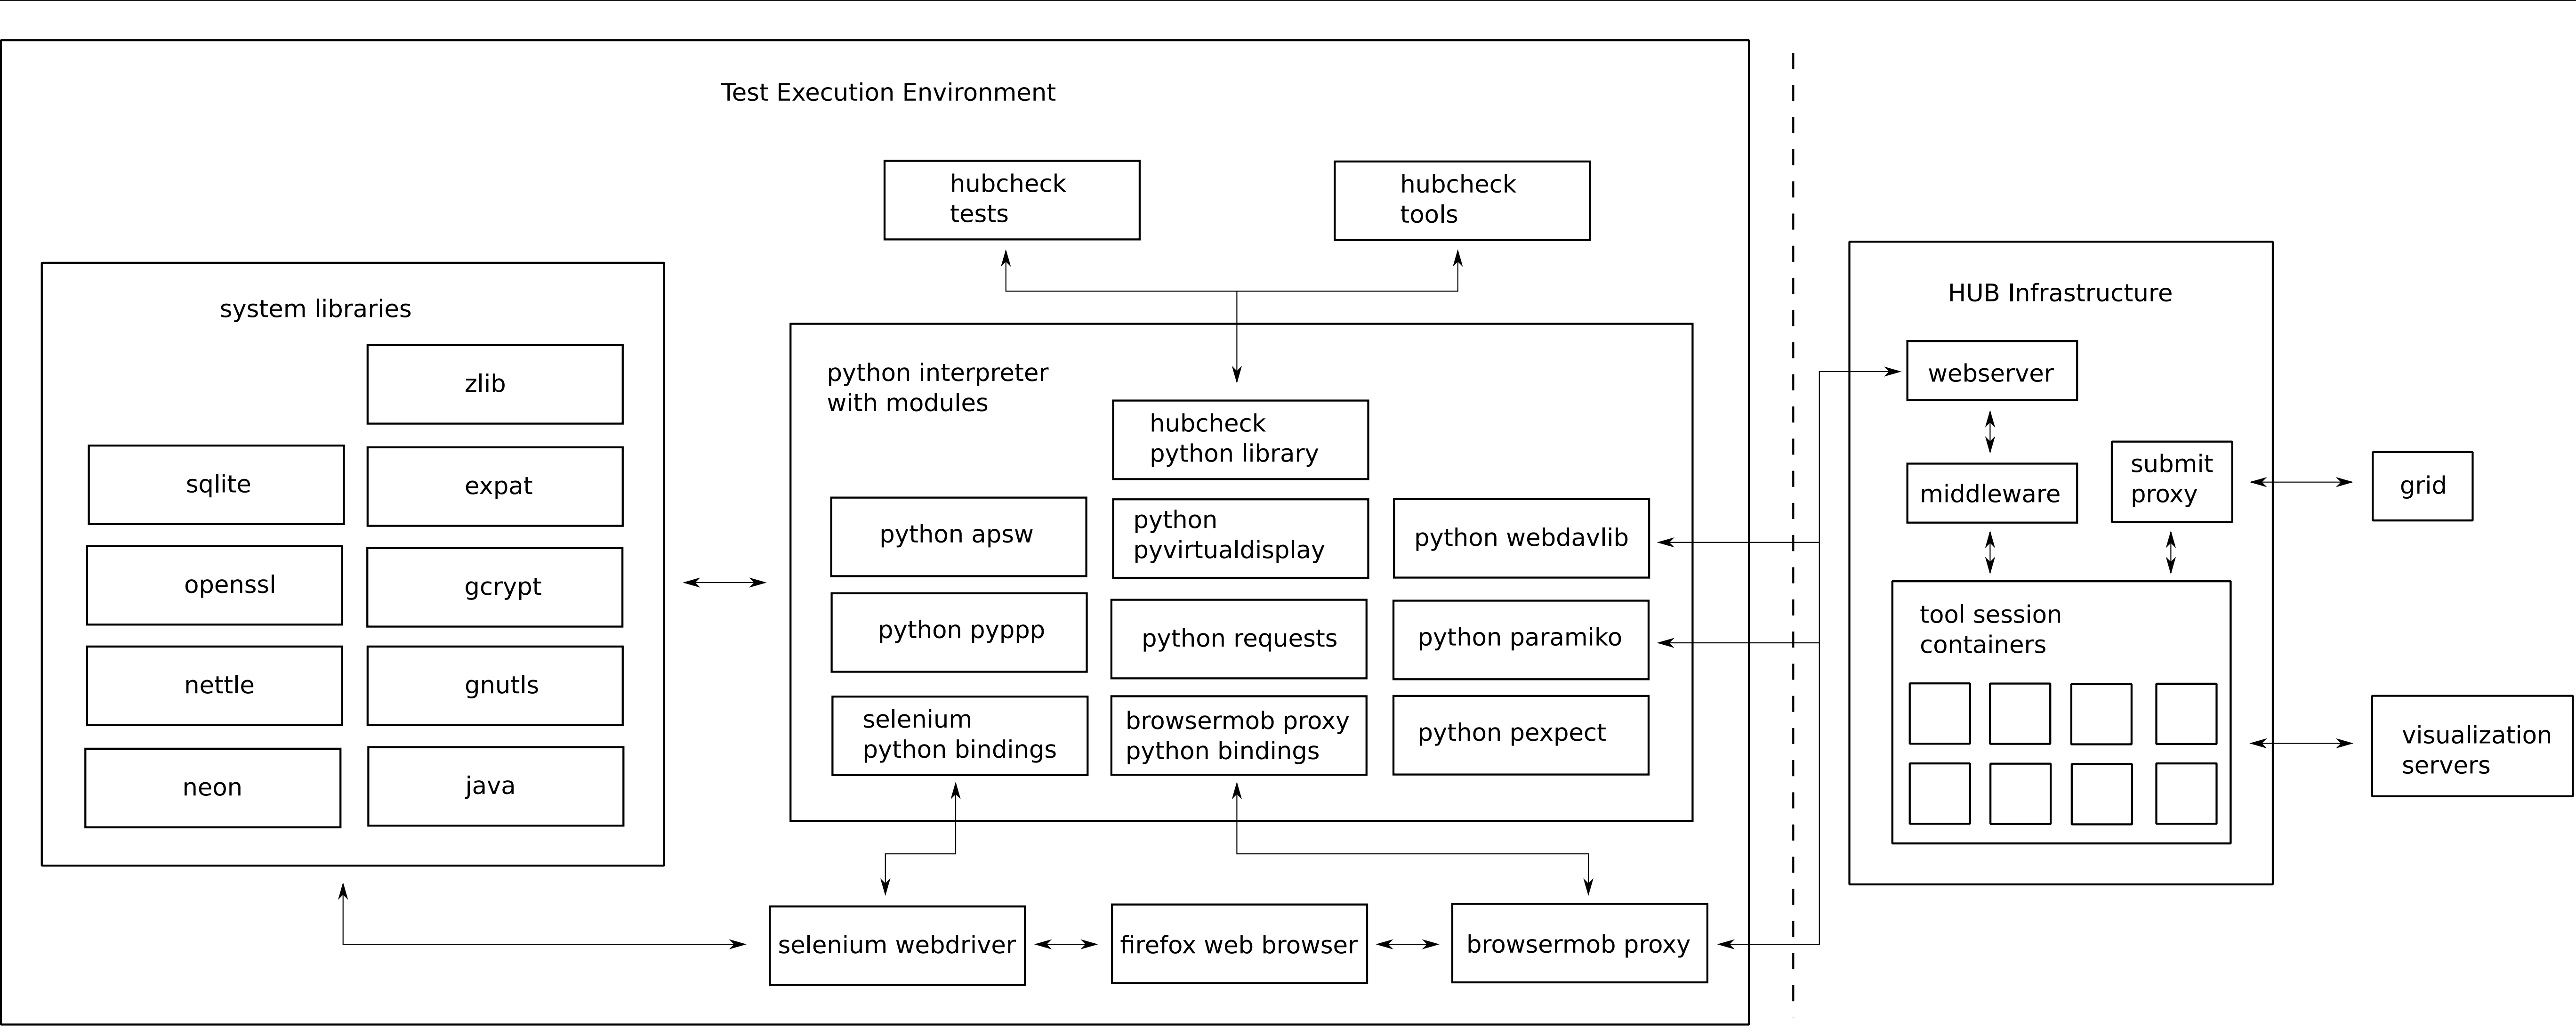 Test Execution Environment
hubcheck
tests
hubcheck
tools
system libraries
zlib
sqlite
expat
openssl
gcrypt
nettle
gnutls
neon
java
python interpreter
with modules
hubcheck
python library
python apsw
python
pyvirtualdisplay
python webdavlib
python pyppp
python requests
python paramiko
selenium
python bindings
browsermob proxy
python bindings
python pexpect
selenium webdriver
firefox web browser
browsermob proxy
HUB Infrastructure
webserver
middleware
submit
proxy
tool session
containers
grid
visualization
servers